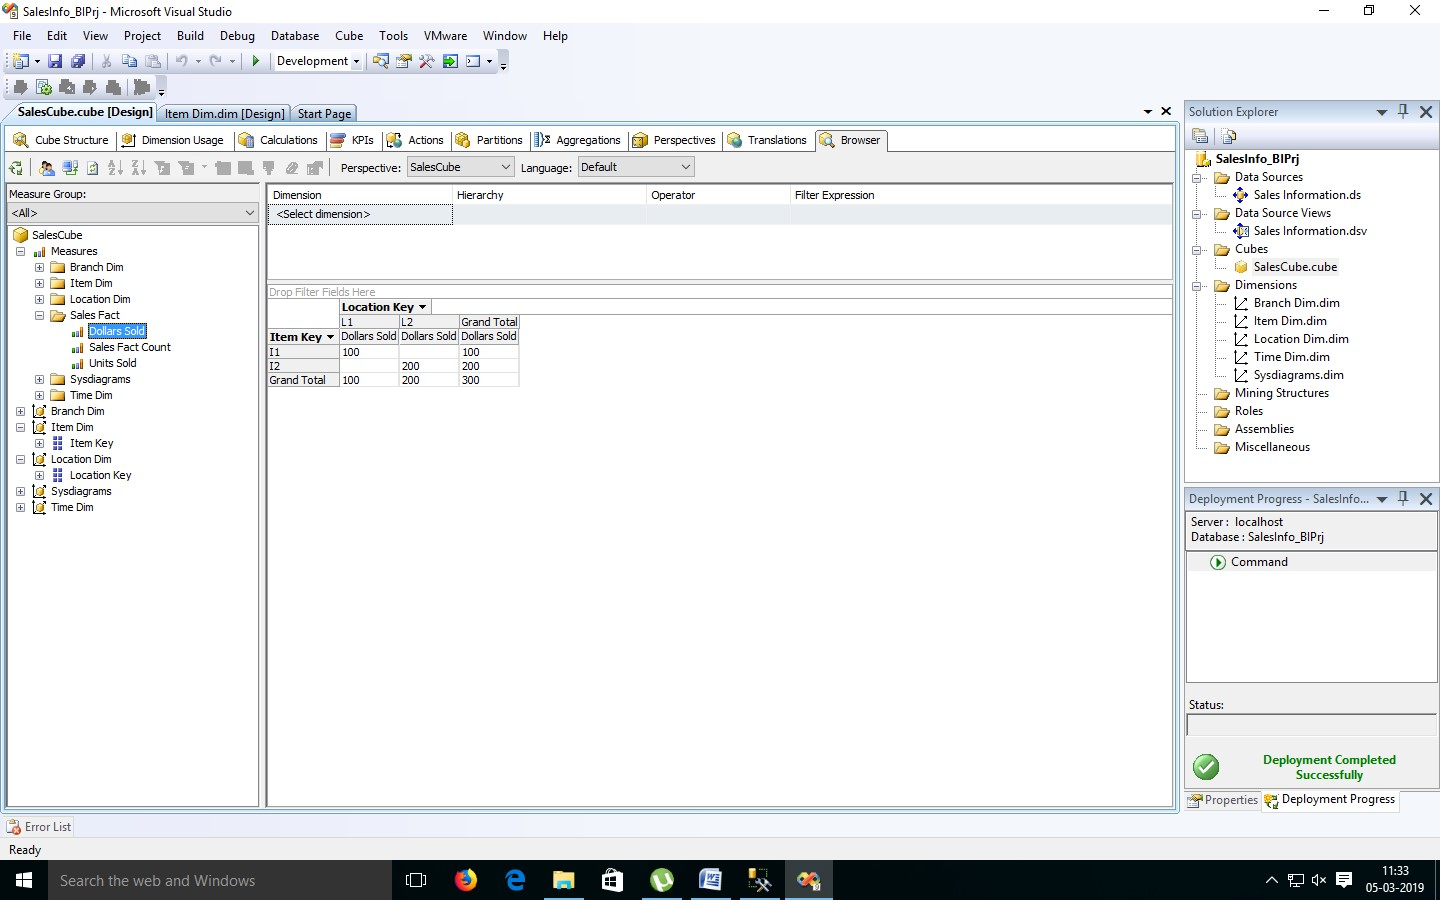 SalesInfo_BIPrj - Microsoft Visual Studio
File Edit View Project Build Debug Database Cube Tools VMware Window Help
Development
SalesCube.cube [Design] Item Dim.dim [Design] Start Page
Cube Structure Dimension Usage Calculations KPIs Actions Partitions Aggregations Perspectives Translations Browser
Perspective: SalesCube Language: Default
Measure Group:
<All>
SalesCube
Measures
Branch Dim
Item Dim
Location Dim
Sales Fact
Dollars Sold
Sales Fact Count
Units Sold
Sysdiagrams
Time Dim
Branch Dim
Item Dim
Item Key
Location Dim
Location Key
Sysdiagrams
Time Dim
Dimension Hierarchy Operator Filter Expression
<Select dimension>
Drop Filter Fields Here
Location Key
L1 L2 Grand Total
Item Key Dollars Sold Dollars Sold Dollars Sold
I1 100 100
I2 200 200
Grand Total 100 200 300
Solution Explorer
SalesInfo_BIPrj
Data Sources
Sales Information.ds
Data Source Views
Sales Information.dsv
Cubes
SalesCube.cube
Dimensions
Branch Dim.dim
Item Dim.dim
Location Dim.dim
Time Dim.dim
Sysdiagrams.dim
Mining Structures
Roles
Assemblies
Miscellaneous
Deployment Progress - SalesInfo...
Server : localhost
Database : SalesInfo_BIPrj
Command
Status:
Deployment Completed
Successfully
Properties Deployment Progress
Error List
Ready
Search the web and Windows
11:33
05-03-2019